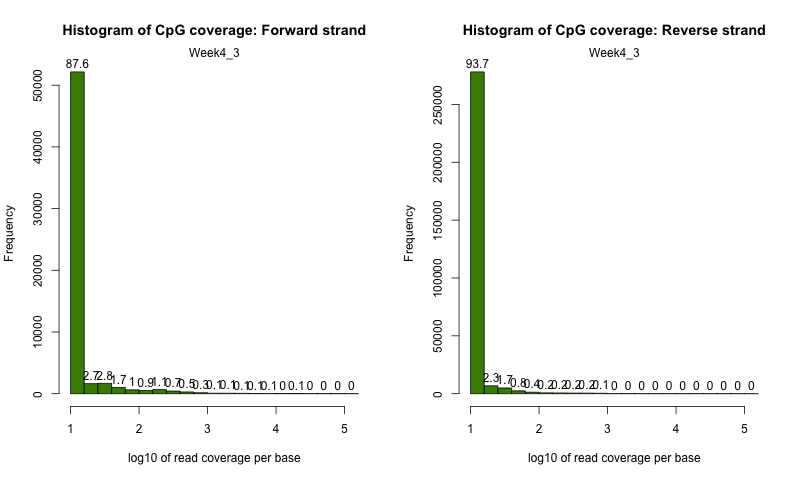 Histogram of CpG coverage: Forward strand
Week4_3
87.6
2.7 2.8 1.7 1 0.9 1.1 0.7 0.5 0.3 0.1 0.1 0.1 0.1 0.1 0 0.1 0 0 0 0
0 10000 20000 30000 40000 50000
Frequency
1 2 3 4 5
log10 of read coverage per base
Histogram of CpG coverage: Reverse strand
Week4_3
93.7
2.3 1.7 0.8 0.4 0.2 0.2 0.2 0.2 0.1 0 0 0 0 0 0 0 0 0 0 0
0 50000 100000 150000 200000 250000
Frequency
1 2 3 4 5
log10 of read coverage per base